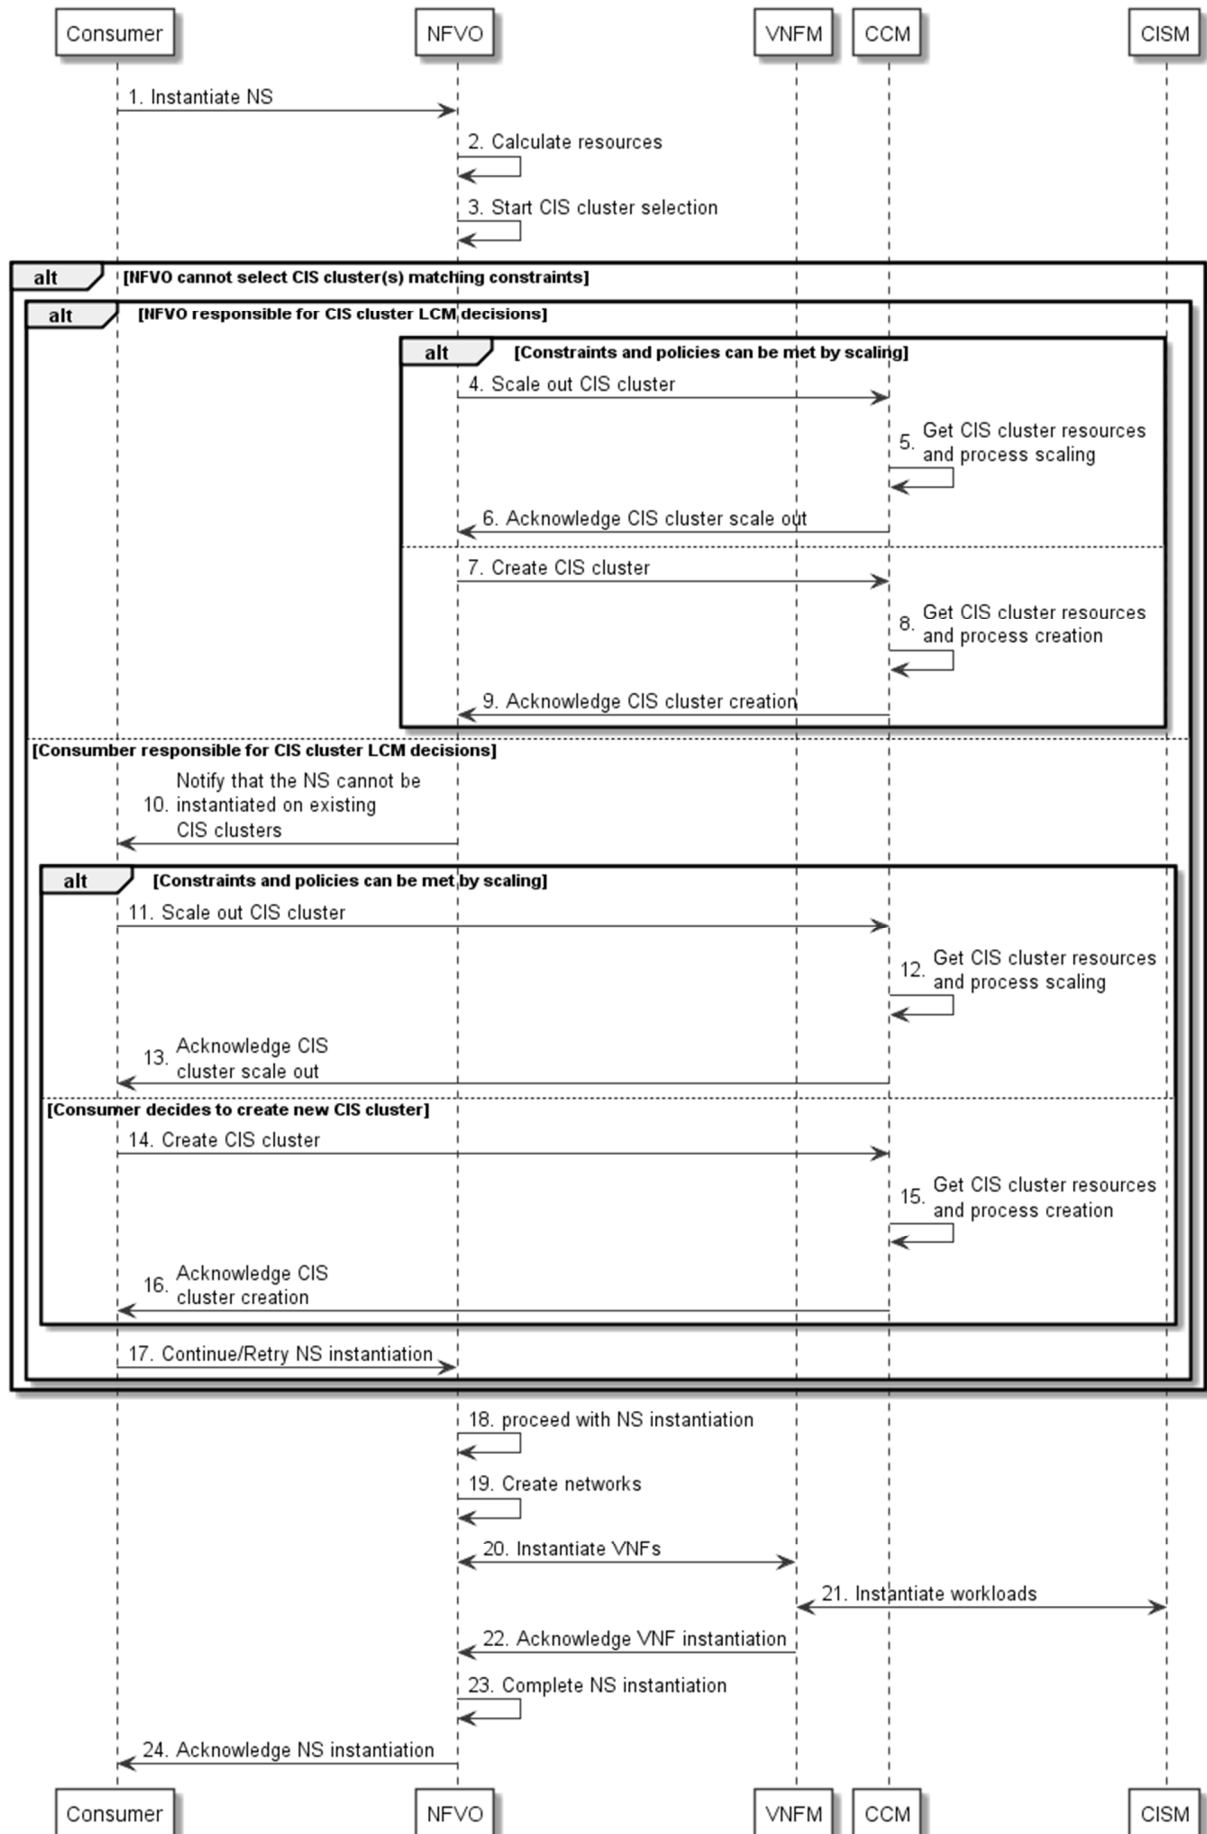 Consumer NFVO VNFM CCM CISM
1. Instantiate NS
2. Calculate resources
3. Start CIS cluster selection
alt [NFVO cannot select CIS cluster(s) matching constraints]
alt [NFVO responsible for CIS cluster LCM decisions]
alt [Constraints and policies can be met by scaling]
4. Scale out CIS cluster
5. Get CIS cluster resources
and process scaling
6. Acknowledge CIS cluster scale out
7. Create CIS cluster
8. Get CIS cluster resources
and process creation
9. Acknowledge CIS cluster creation
[Consumber responsible for CIS cluster LCM decisions]
Notify that the NS cannot be
10. instantiated on existing
CIS clusters
alt [Constraints and policies can be met by scaling]
11. Scale out CIS cluster
12. Get CIS cluster resources
and process scaling
13. Acknowledge CIS
cluster scale out
[Consumer decides to create new CIS cluster]
14. Create CIS cluster
15. Get CIS cluster resources
and process creation
16. Acknowledge CIS
cluster creation
17. Continue/Retry NS instantiation
18. proceed with NS instantiation
19. Create networks
20. Instantiate VNFs
21. Instantiate workloads
22. Acknowledge VNF instantiation
23. Complete NS instantiation
24. Acknowledge NS instantiation
Consumer NFVO VNFM CCM CISM